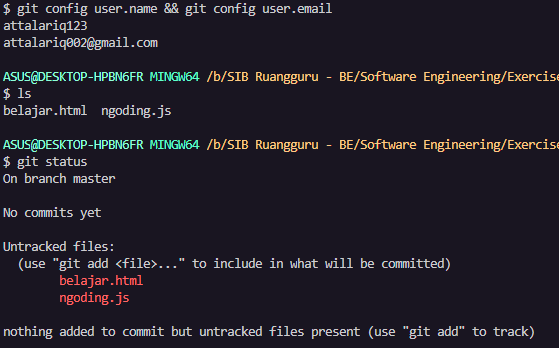 $ git config user.name && git config user.email
attalariq123
attalariq002@gmail.com
ASUS@DESKTOP-HPBN6FR MINGW64 /b/SIB Ruangguru - BE/Software Engineering/Exercise
$ ls
belajar.html  ngoding.js
ASUS@DESKTOP-HPBN6FR MINGW64 /b/SIB Ruangguru - BE/Software Engineering/Exercise
$ git status
On branch master
No commits yet
Untracked files:
  (use "git add <file>..." to include in what will be committed)
        belajar.html
        ngoding.js
nothing added to commit but untracked files present (use "git add" to track)